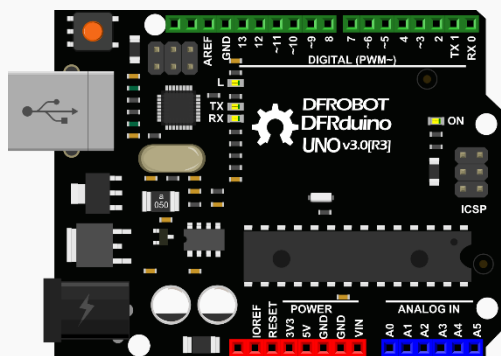 AREF
GND
13
12
~11
~10
~9
8
7
~6
~5
4
~3
2
TX 1
RX 0
DIGITAL (PWM~)
L
TX
RX
DFROBOT
DFRduino
UNO v3.0[R3]
ON
ICSP
a
050
POWER
ANALOG IN
IOREF
RESET
3V3
5V
GND
GND
VIN
A0
A1
A2
A3
A4
A5